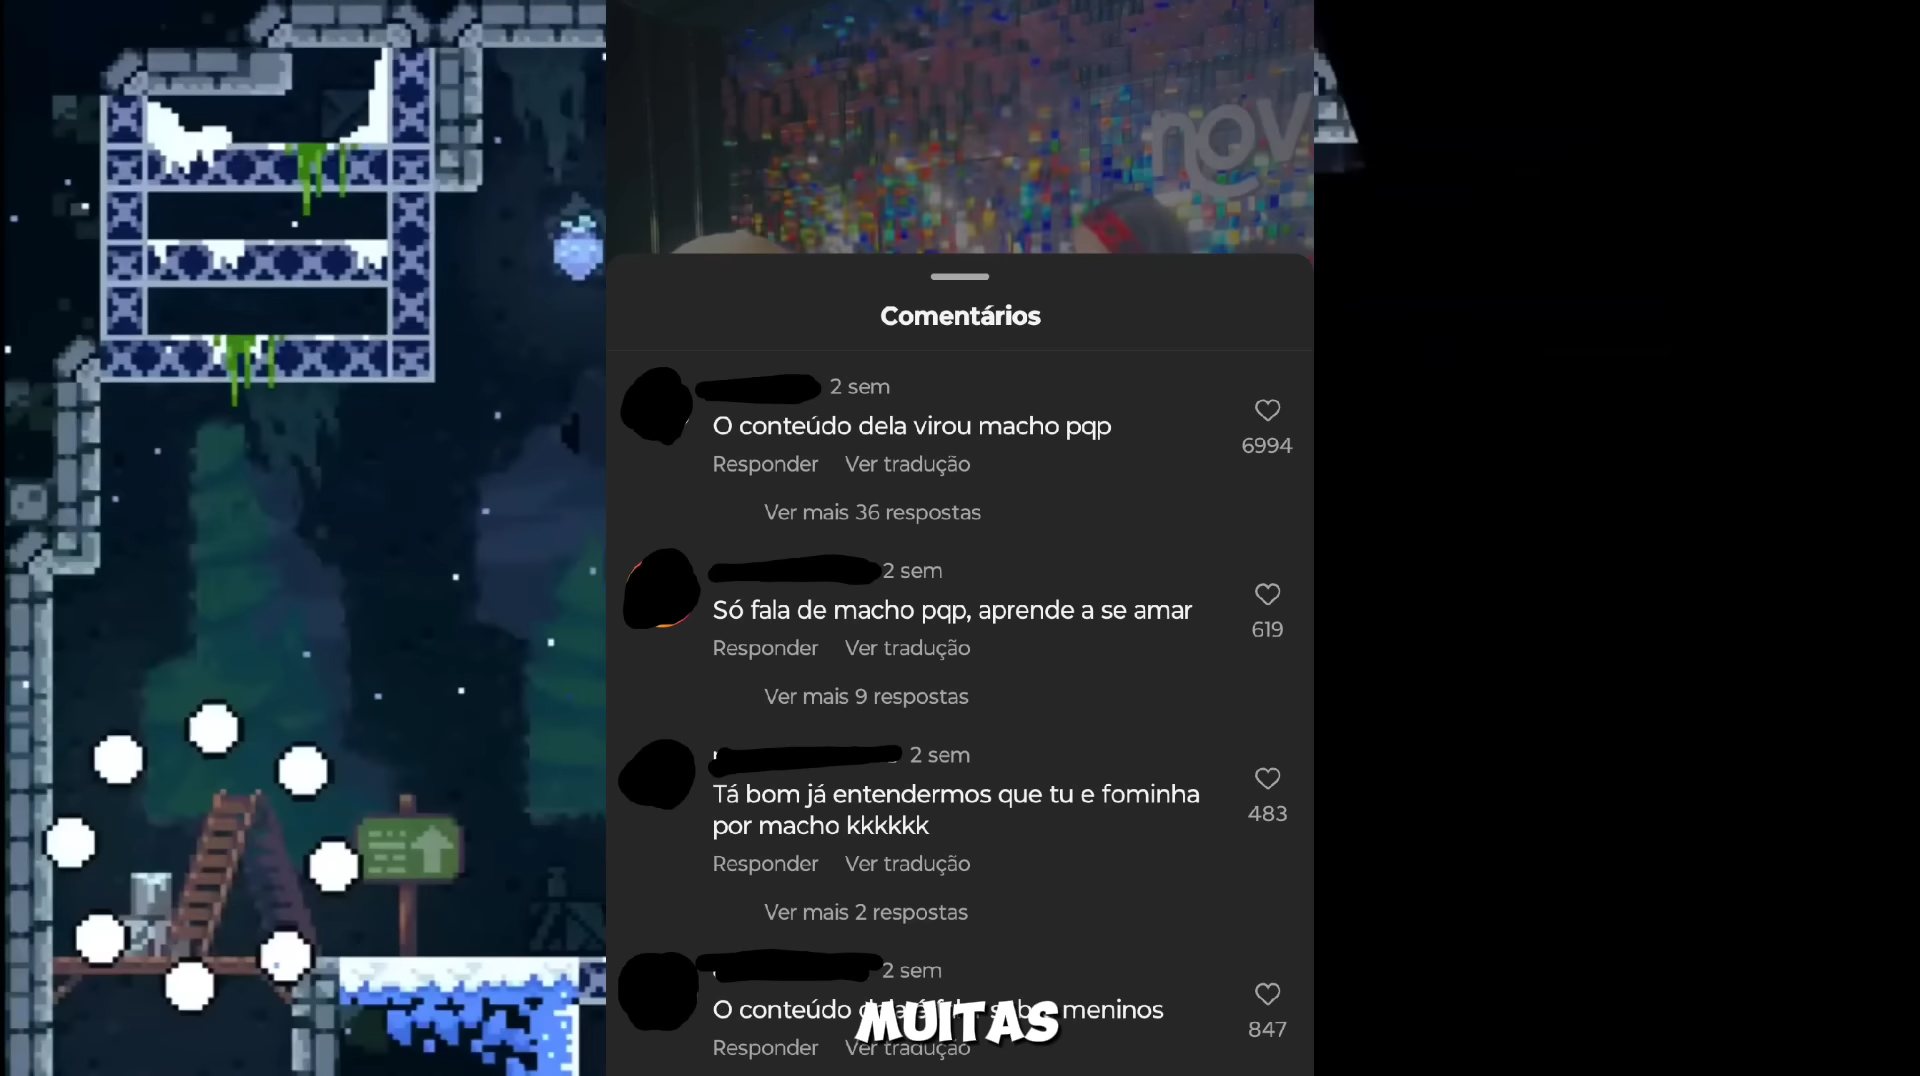 nov
Comentários
2 sem
O conteúdo dela virou macho pqp
6994
Responder Ver tradução
Ver mais 36 respostas
2 sem
Só fala de macho pqp, aprende a se amar
619
Responder Ver tradução
Ver mais 9 respostas
2 sem
Tá bom já entendermos que tu e fominha
por macho kkkkkk
483
Responder Ver tradução
Ver mais 2 respostas
2 sem
O conteúdo meninos
MUITAS
847
Responder Ver tradução